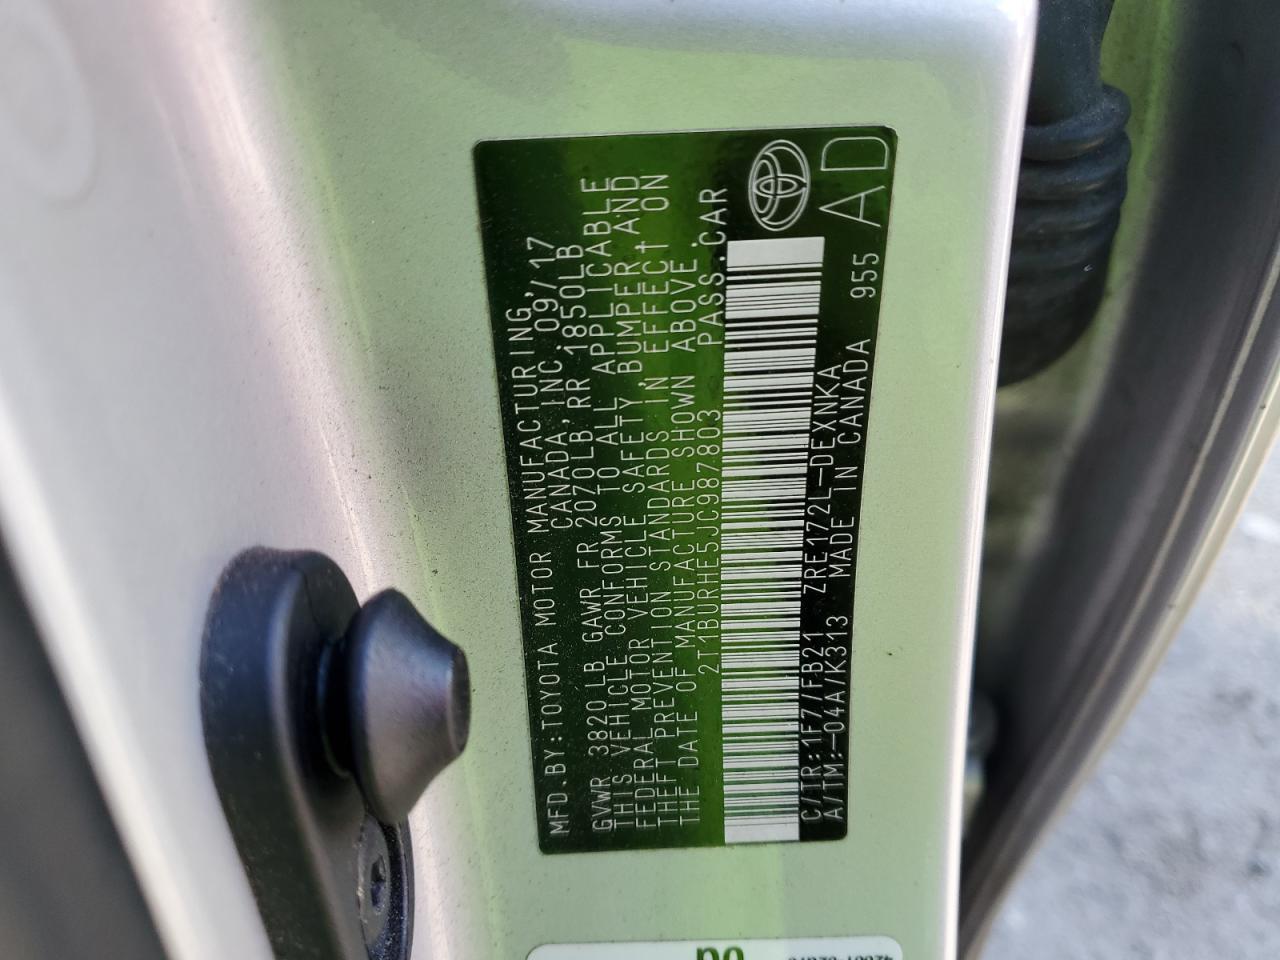 MFD.BY:TOYOTA MOTOR MANUFACTURING,
CANADA,INC. 09/17
GVWR 3820LB GAWR FR 2070LB,RR 1850LB
THIS VEHICLE CONFORMS TO ALL APPLICABLE
FEDERAL MOTOR VEHICLE SAFETY,BUMPER,AND
THEFT PREVENTION STANDARDS IN EFFECT ON
THE DATE OF MANUFACTURE SHOWN ABOVE.
2T1BURHE5JC987803 PASS.CAR
C/TR:1F7/FB21 ZRE172L-DEXNKA
A/TM:-04A/K313 MADE IN CANADA 955
AD